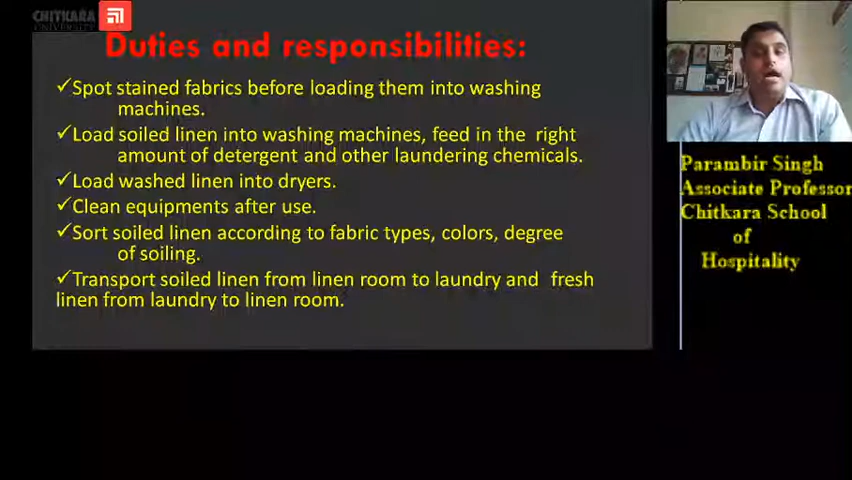 CHITKARA
UNIVERSITY
Duties and responsibilities:
✓Spot stained fabrics before loading them into washing
machines.
✓Load soiled linen into washing machines, feed in the right
amount of detergent and other laundering chemicals.
✓Load washed linen into dryers.
✓Clean equipments after use.
✓Sort soiled linen according to fabric types, colors, degree
of soiling.
✓Transport soiled linen from linen room to laundry and fresh
linen from laundry to linen room.
Parambir Singh
Associate Professor
Chitkara School
of
Hospitality